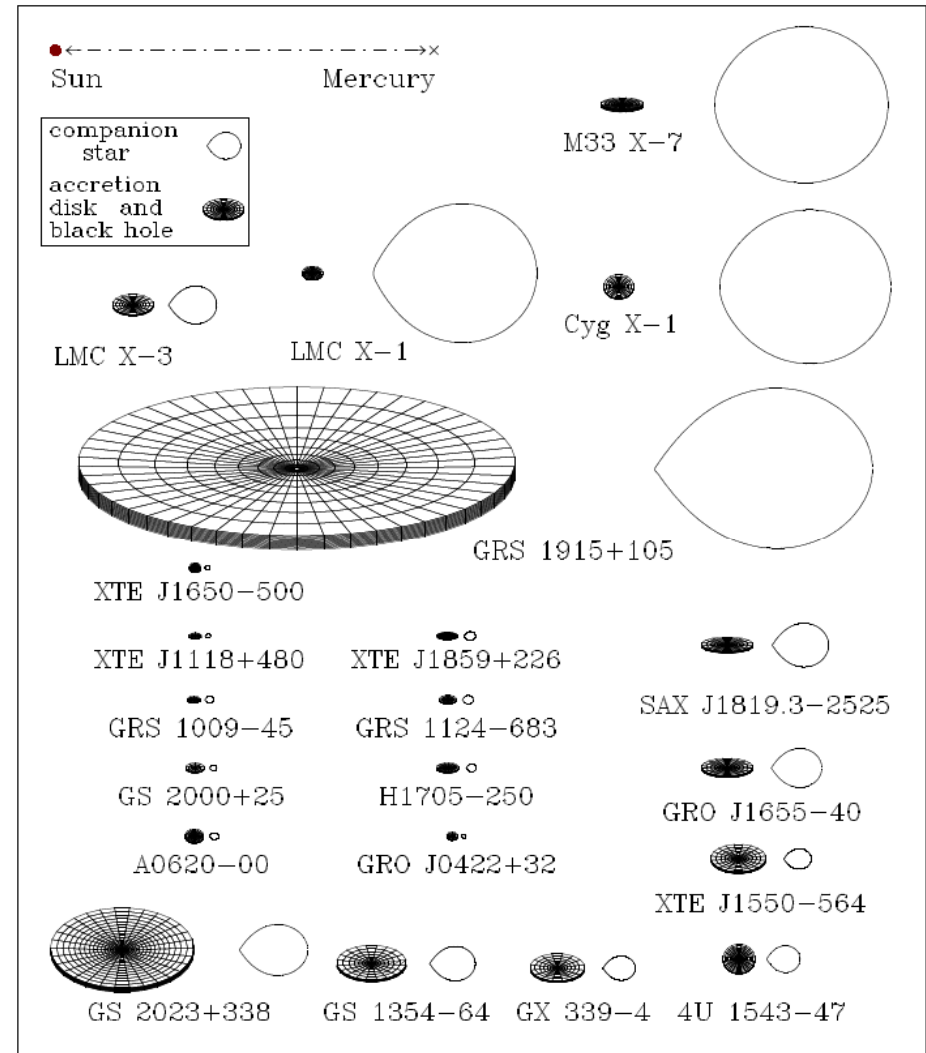 Sun Mercury
companion
star
accretion
disk and
black hole
M33 X-7
LMC X-3
LMC X-1
Cyg X-1
GRS 1915+105
XTE J1650-500
XTE J1118+480
XTE J1859+226
SAX J1819.3-2525
GRS 1009-45
GRS 1124-683
GS 2000+25
H1705-250
GRO J1655-40
A0620-00
GRO J0422+32
XTE J1550-564
GS 2023+338
GS 1354-64
GX 339-4
4U 1543-47